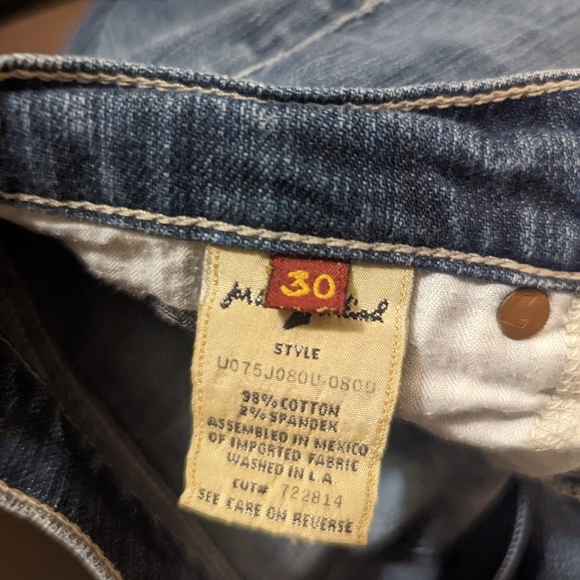 30
STYLE
U075J080U-080U
98% COTTON
2% SPANDEX
ASSEMBLED IN MEXICO
OF IMPORTED FABRIC
WASHED IN L.A
CUT# 722814
SEE CARE ON REVERSE